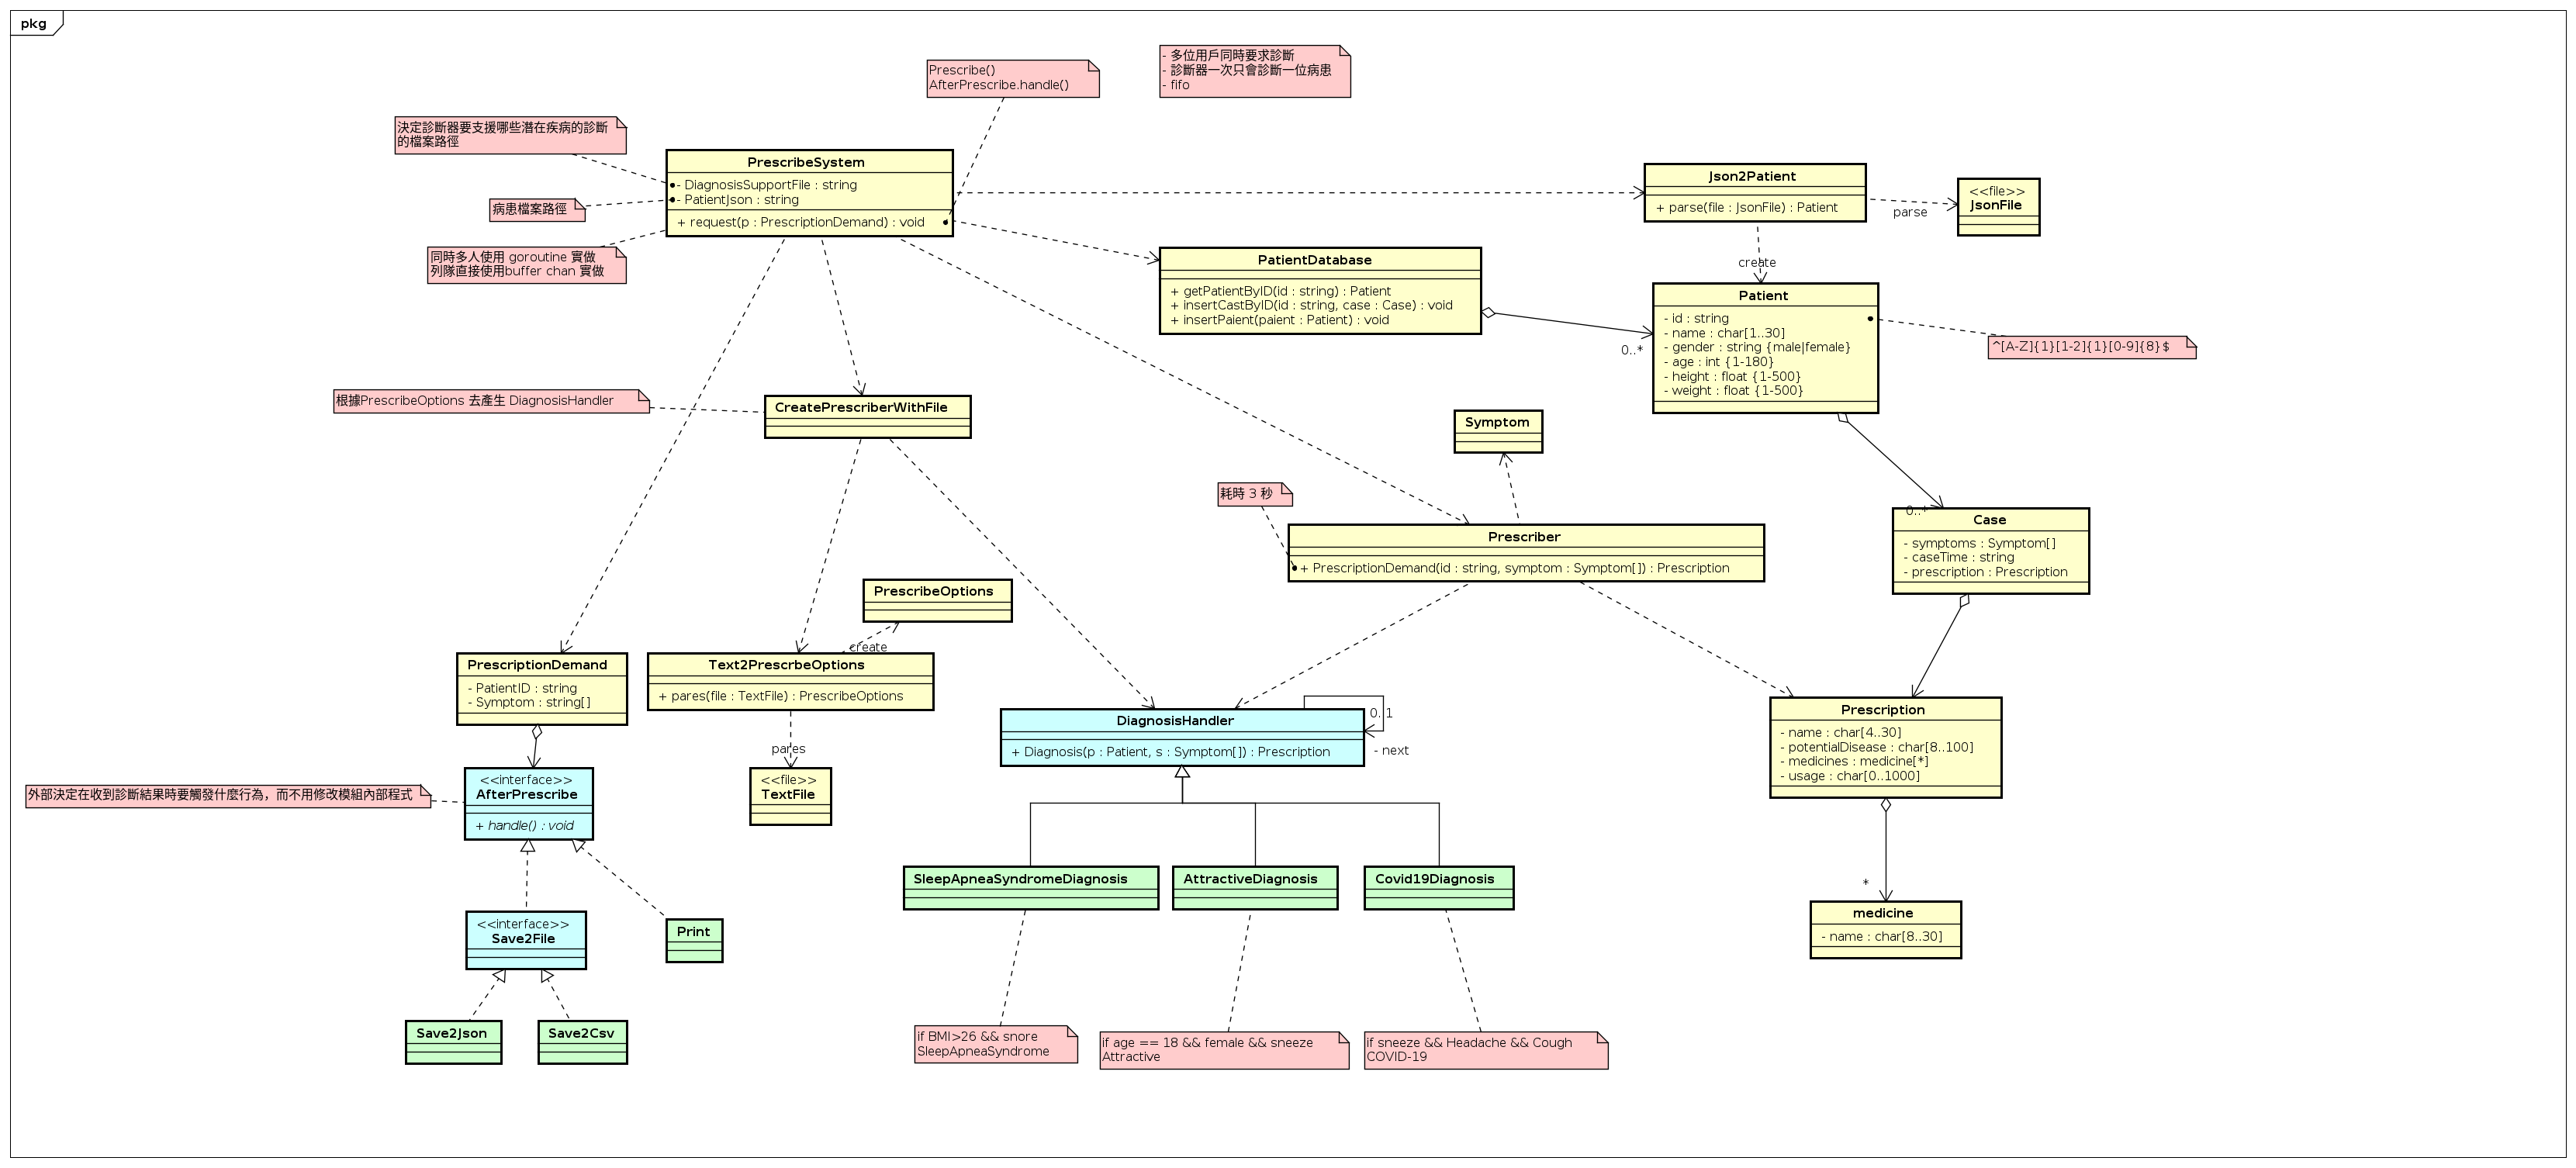 pkg
Prescribe()
AfterPrescribe.handle()
- 多位用戶同時要求診斷
- 診斷器一次只會診斷一位病患
- fifo
決定診斷器要支援哪些潛在疾病的診斷
的檔案路徑
病患檔案路徑
同時多人使用 goroutine 實做
列隊直接使用buffer chan 實做
PrescribeSystem
- DiagnosisSupportFile : string
- PatientJson : string
+ request(p : PrescriptionDemand) : void
Json2Patient
+ parse(file : JsonFile) : Patient
parse
<<file>>
JsonFile
create
PatientDatabase
+ getPatientByID(id : string) : Patient
+ insertCastByID(id : string, case : Case) : void
+ insertPaient(paient : Patient) : void
0..*
Patient
- id : string
- name : char[1..30]
- gender : string {male|female}
- age : int {1-180}
- height : float {1-500}
- weight : float {1-500}
^[A-Z]{1}[1-2]{1}[0-9]{8}$
根據PrescribeOptions 去產生 DiagnosisHandler
CreatePrescriberWithFile
Symptom
耗時 3 秒
Prescriber
+ PrescriptionDemand(id : string, symptom : Symptom[]) : Prescription
0..*
Case
- symptoms : Symptom[]
- caseTime : string
- prescription : Prescription
PrescribeOptions
create
PrescriptionDemand
- PatientID : string
- Symptom : string[]
Text2PrescrbeOptions
+ pares(file : TextFile) : PrescribeOptions
pares
<<file>>
TextFile
DiagnosisHandler
+ Diagnosis(p : Patient, s : Symptom[]) : Prescription
0..1
- next
Prescription
- name : char[4..30]
- potentialDisease : char[8..100]
- medicines : medicine[*]
- usage : char[0..1000]
外部決定在收到診斷結果時要觸發什麼行為，而不用修改模組內部程式
<<interface>>
AfterPrescribe
+ handle() : void
<<interface>>
Save2File
Print
Save2Json
Save2Csv
SleepApneaSyndromeDiagnosis
AttractiveDiagnosis
Covid19Diagnosis
*
medicine
- name : char[8..30]
if BMI>26 && snore
SleepApneaSyndrome
if age == 18 && female && sneeze
Attractive
if sneeze && Headache && Cough
COVID-19